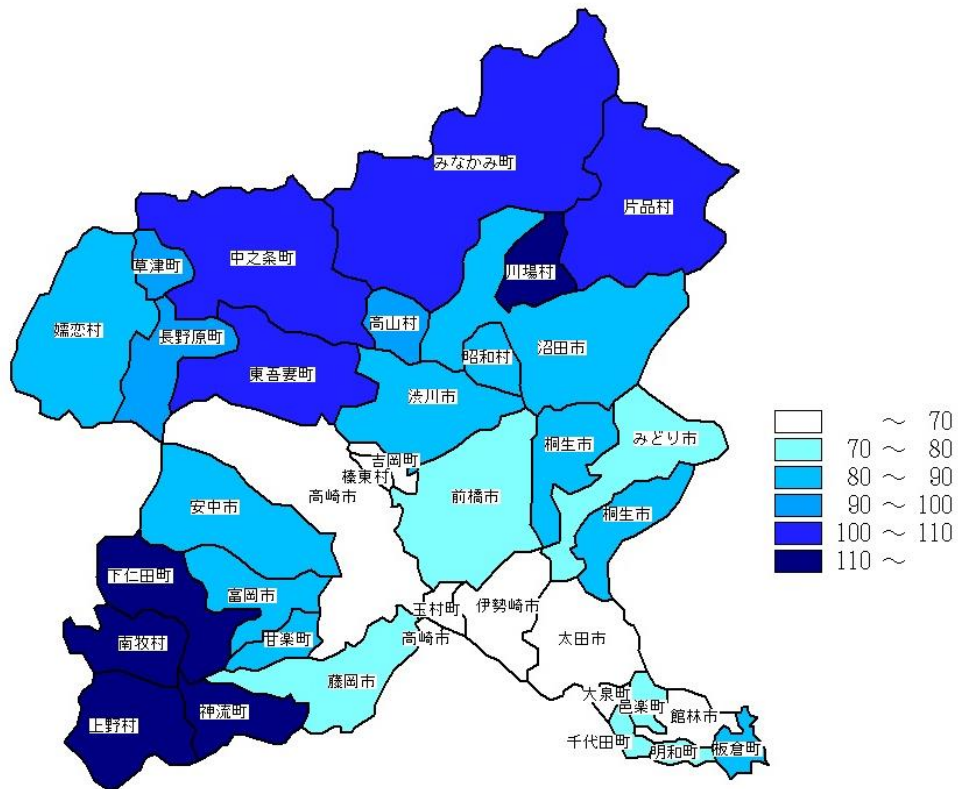 みなかみ町
片品村
中之条町
草津町
川場村
嬬恋村
長野原町
高山村
昭和村
沼田市
東吾妻町
渋川市
桐生市
みどり市
吉岡町
榛東村
高崎市
前橋市
安中市
桐生市
下仁田町
富岡市
甘楽町
南牧村
玉村町
伊勢崎市
高崎市
太田市
藤岡市
上野村
神流町
大泉町
邑楽町
館林市
千代田町
明和町
板倉町
～ 70
70 ～ 80
80 ～ 90
90 ～ 100
100 ～ 110
110 ～